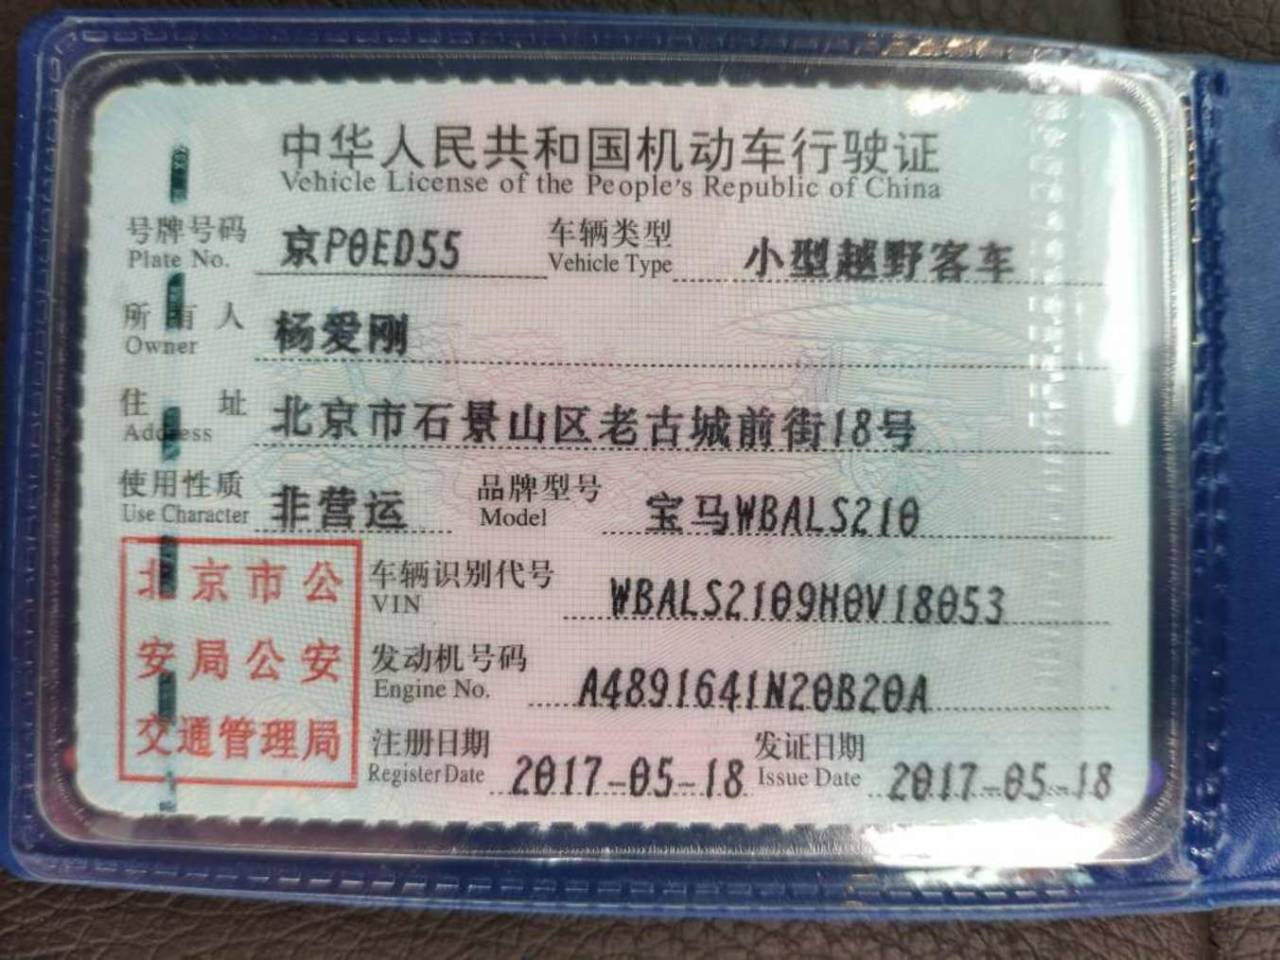 中华人民共和国机动车行驶证
Vehicle License of the People's Republic of China
号牌号码 京P0ED55 车辆类型 小型越野客车
Plate No. Vehicle Type
所有人 杨爱刚
Owner
住址 北京市石景山区老古城前街18号
Address
使用性质 非营运 品牌型号 宝马WBALS210
Use Character Model
北京市公
安局公安
交通管理局
车辆识别代号 WBALS2109H0V18053
VIN
发动机号码 A4891641N20B20A
Engine No.
注册日期 2017-05-18 发证日期 2017-05-18
Register Date Issue Date